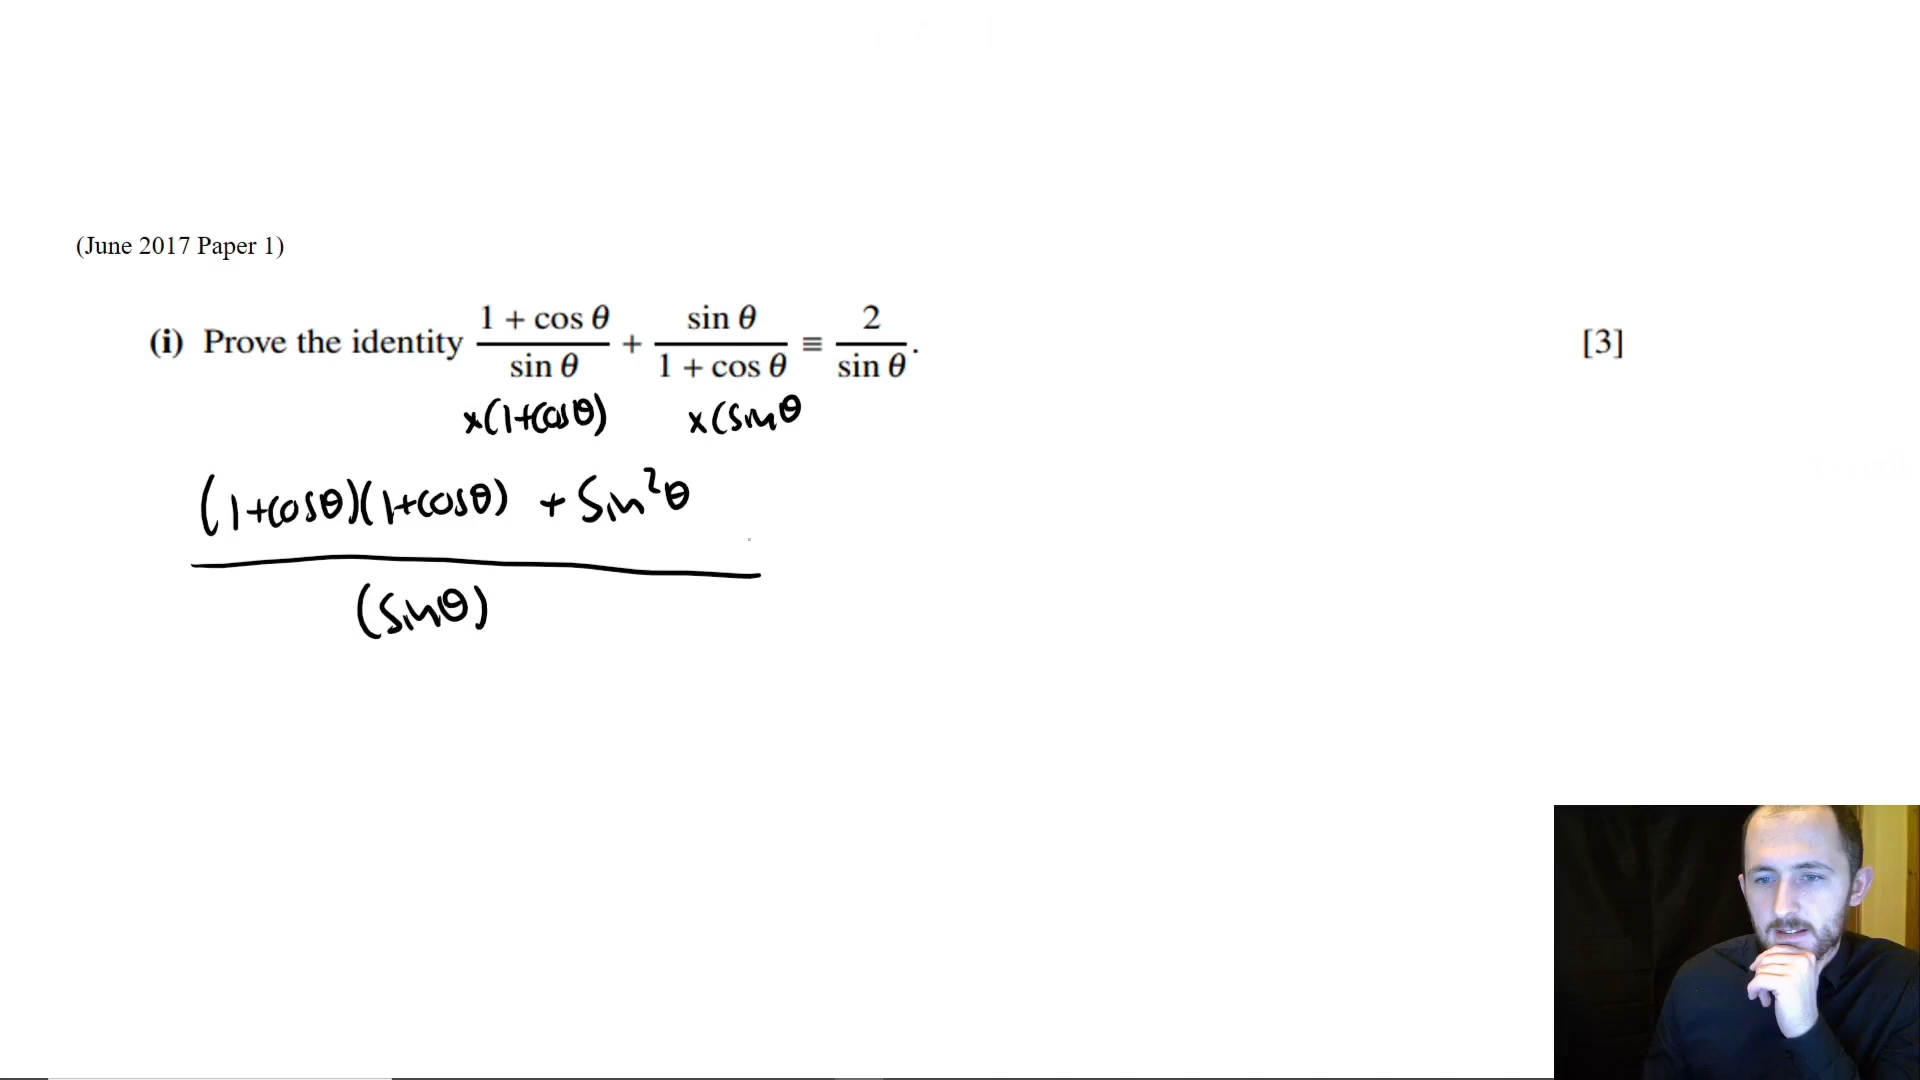 (June 2017 Paper 1)
(i) Prove the identity (1 + cos θ)/(sin θ) + (sin θ)/(1 + cos θ) ≡ 2/(sin θ). [3]
x(1+cosθ) x(sinθ
(1+cosθ)(1+cosθ) + Sin²θ
(sinθ)